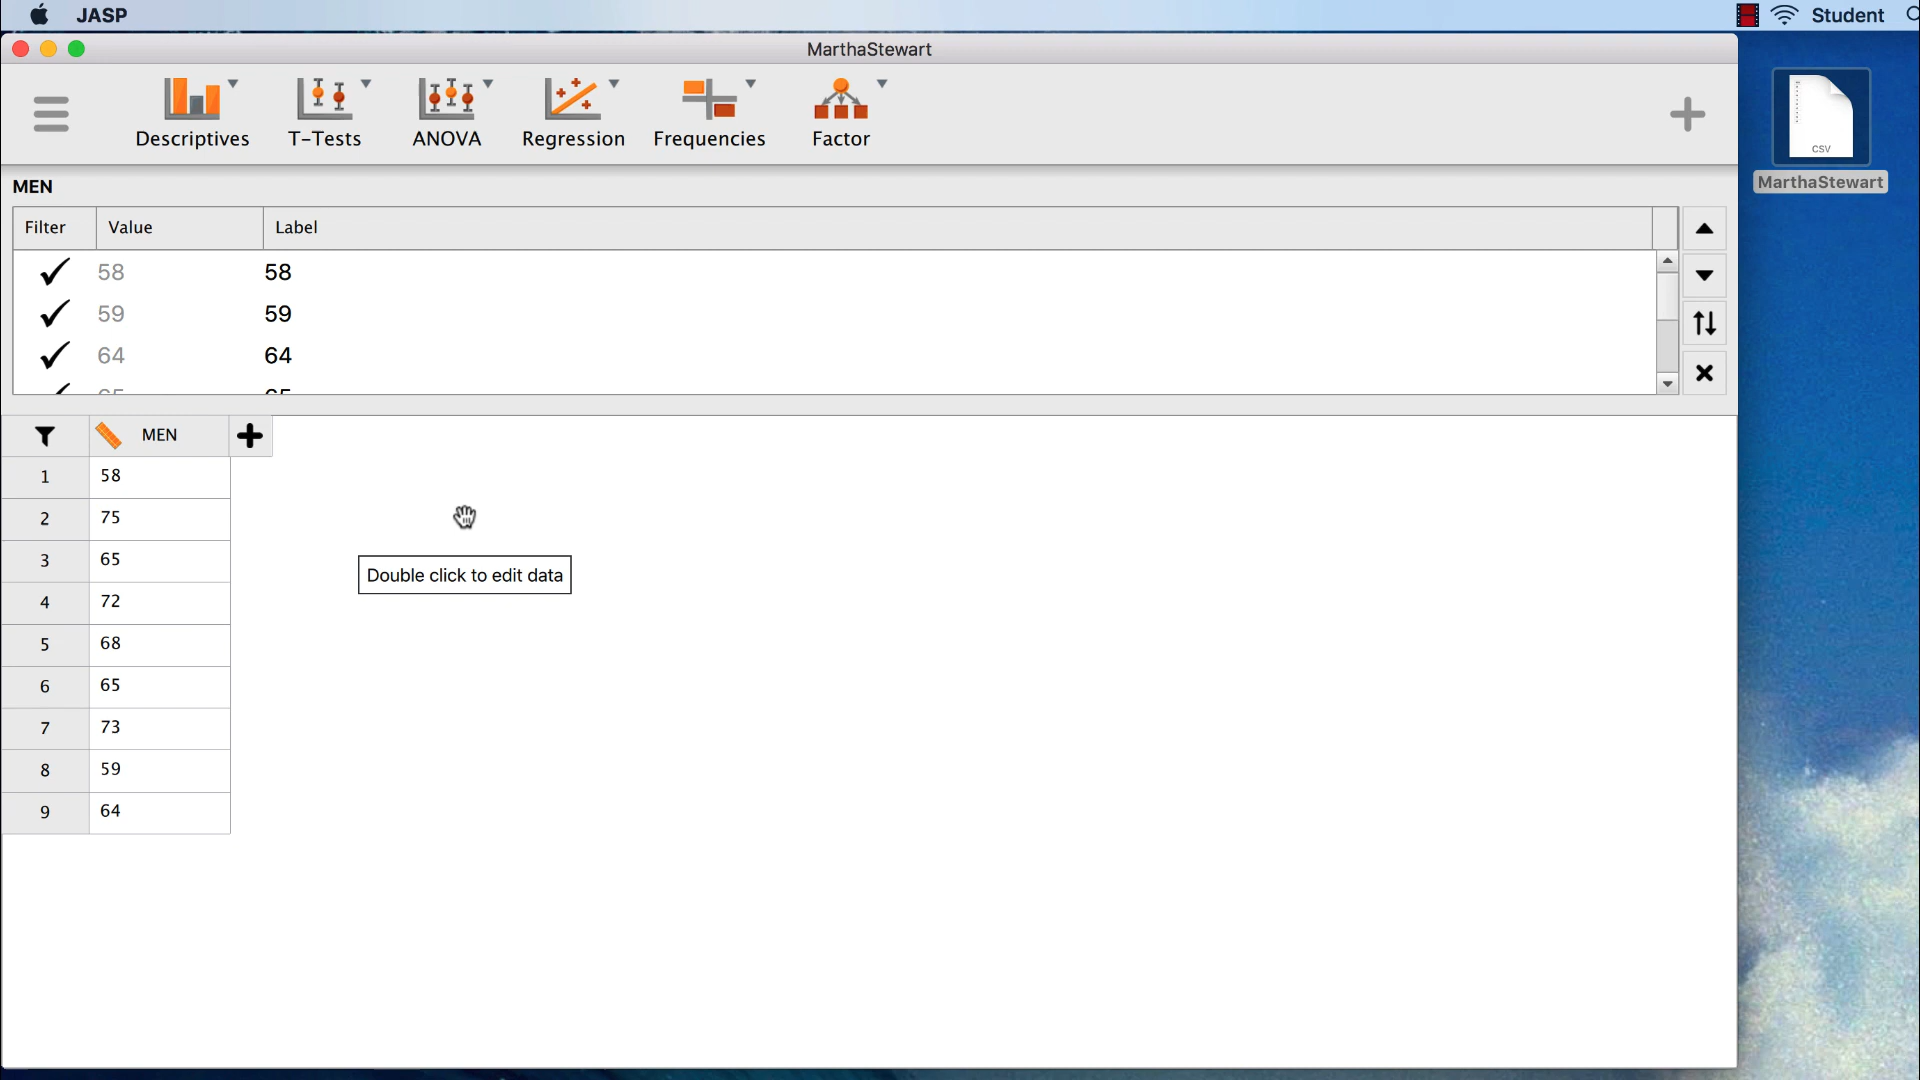 JASP Student
MarthaStewart
Descriptives T-Tests ANOVA Regression Frequencies Factor
CSV
MarthaStewart
MEN
Filter Value Label
58 58
59 59
64 64
65 65
MEN
1 58
2 75
3 65
4 72
5 68
6 65
7 73
8 59
9 64
Double click to edit data